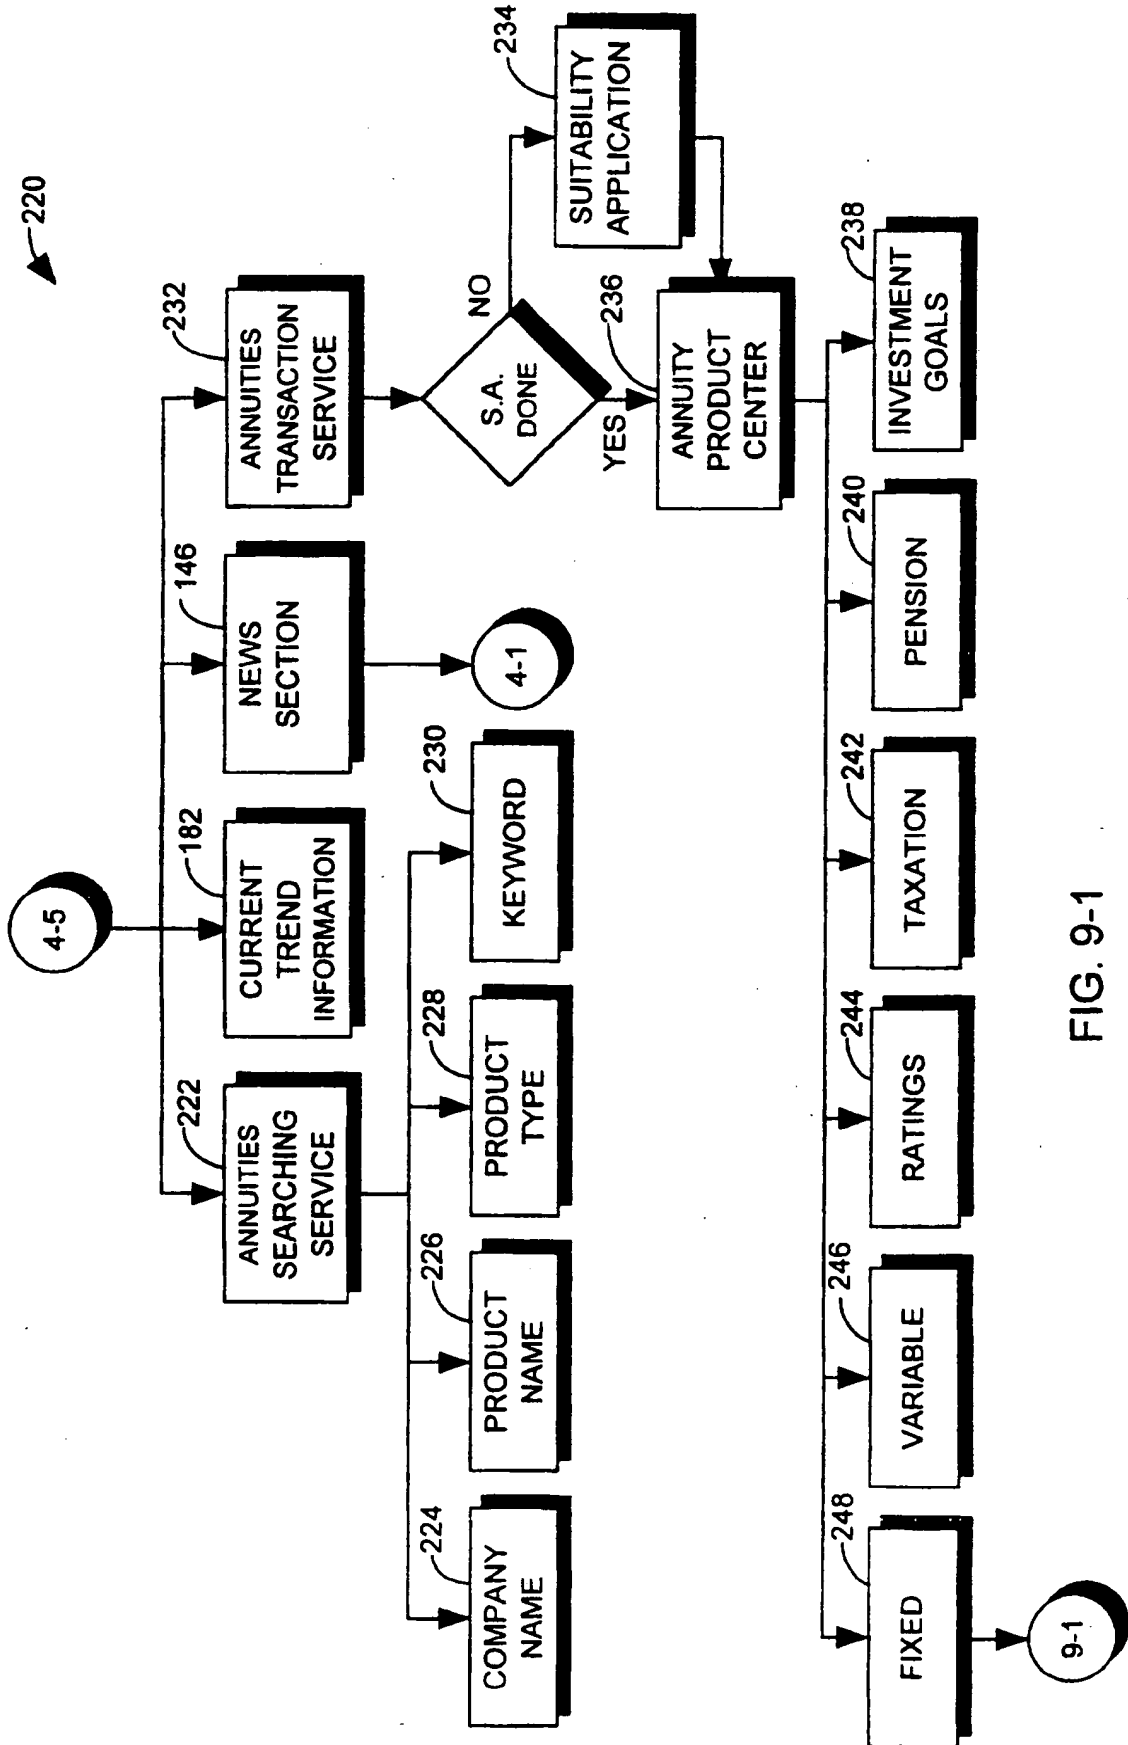 220
4-5
222
ANNUITIES
SEARCHING
SERVICE
182
CURRENT
TREND
INFORMATION
146
NEWS
SECTION
232
ANNUITIES
TRANSACTION
SERVICE
224
COMPANY
NAME
226
PRODUCT
NAME
228
PRODUCT
TYPE
230
KEYWORD
4-1
S.A.
DONE
NO
YES
234
SUITABILITY
APPLICATION
236
ANNUITY
PRODUCT
CENTER
248
FIXED
246
VARIABLE
244
RATINGS
242
TAXATION
240
PENSION
238
INVESTMENT
GOALS
9-1
FIG. 9-1